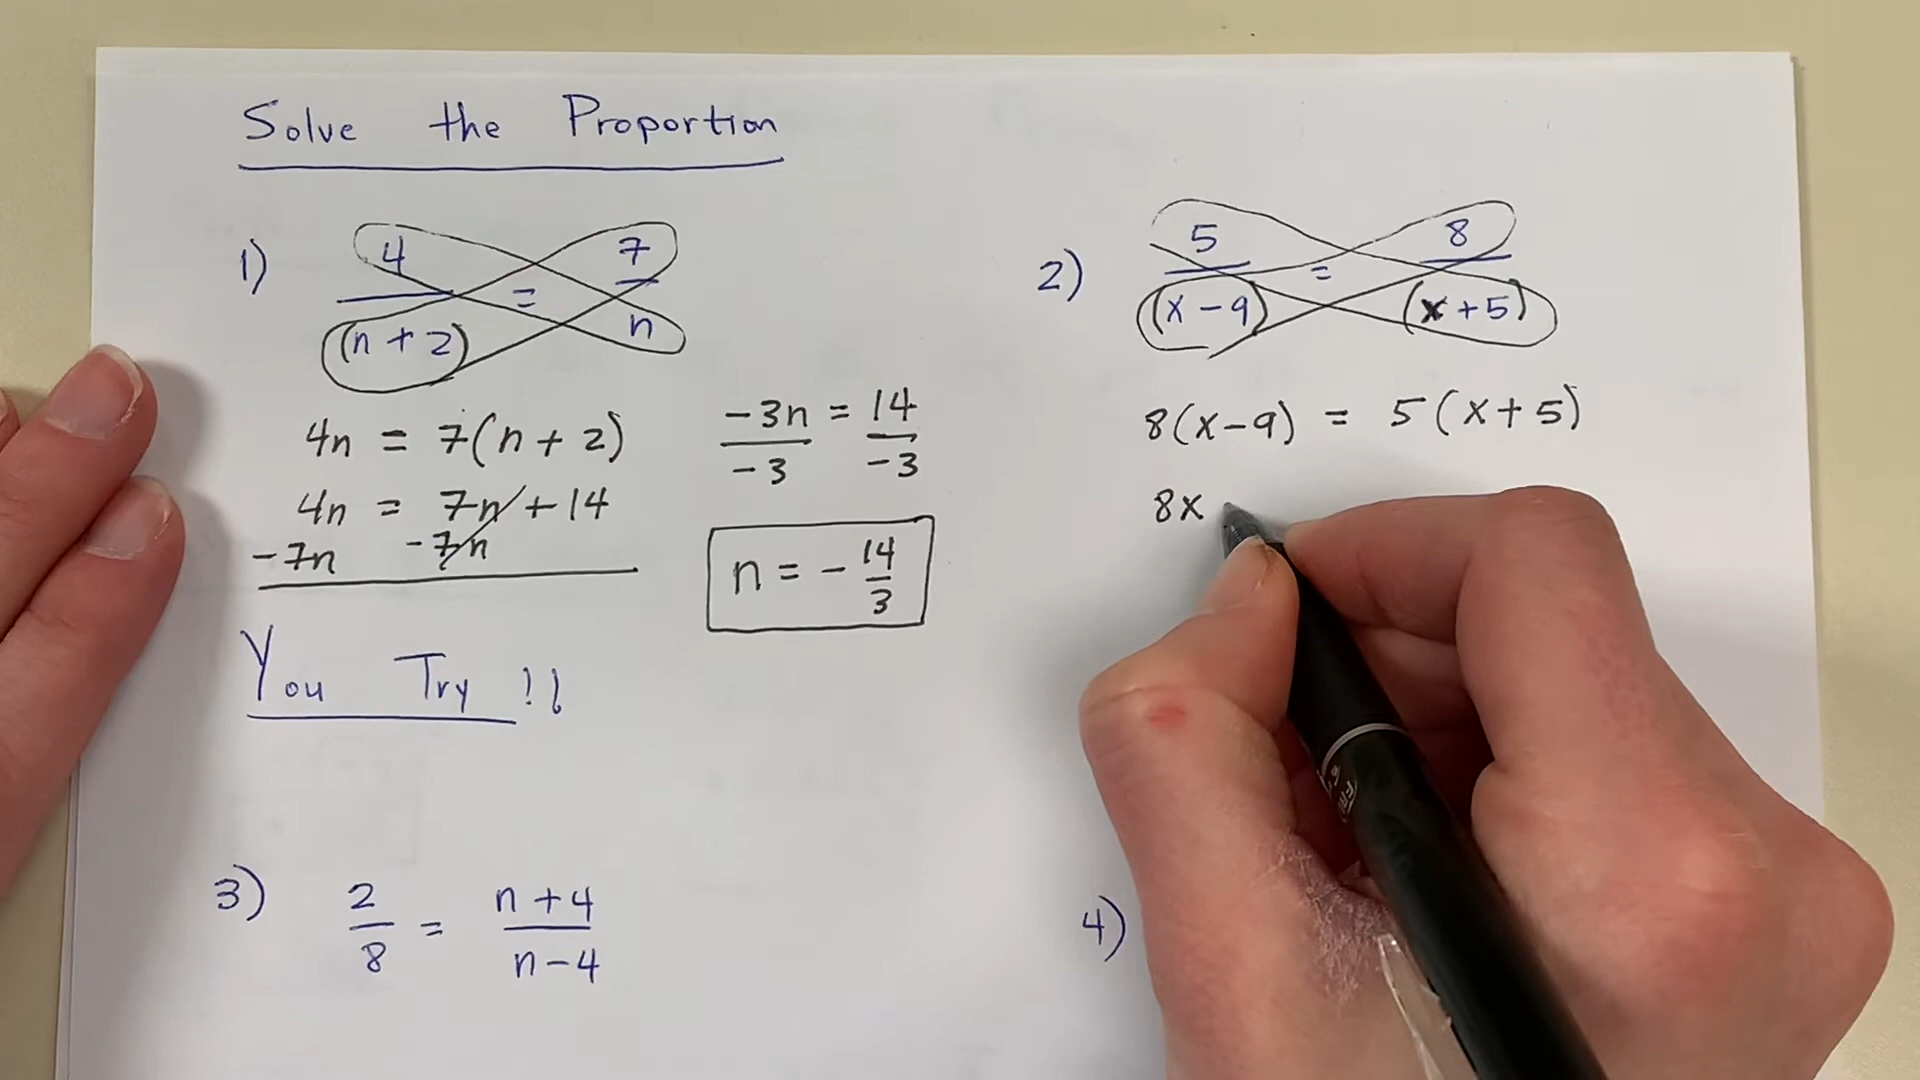 Solve the Proportion
1) 4/(n + 2) = 7/n
4n = 7(n + 2)
4n = 7n + 14
-7n -7n
-3n/-3 = 14/-3
n = -14/3
2) 5/(x - 9) = 8/(x + 5)
8(x-9) = 5(x+5)
8x
You Try !!
3) 2/8 = n + 4/n - 4
4)